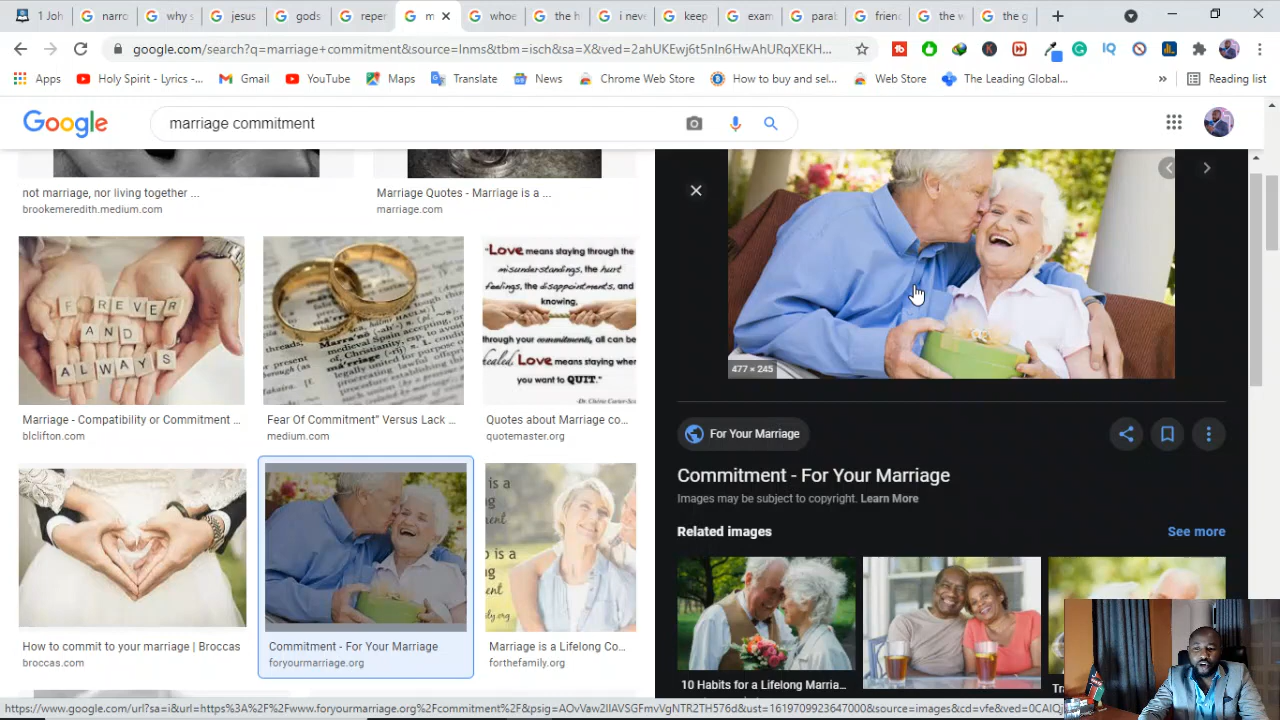 1 Joh
narro
why s
jesus
gods
reper
m
whoe
the h
i neve
keep
exam
parab
frienc
the w
the g
google.com/search?q=marriage+commitment&source=lnms&tbm=isch&sa=X&ved=2ahUKEwj6t5nIn6HwAhURqXEKH...
Apps
Holy Spirit - Lyrics -...
Gmail
YouTube
Maps
Translate
News
Chrome Web Store
How to buy and sel...
Web Store
The Leading Global...
»
Reading list
Google
marriage commitment
not marriage, nor living together ...
brookemeredith.medium.com
Marriage Quotes - Marriage is a ...
marriage.com
FOREVER
AND
ALWAYS
Marriage - Compatibility or Commitment ...
blclifton.com
Fear Of Commitment" Versus Lack ...
medium.com
"Love means staying through the
misunderstandings, the hurt
feelings, the disappointments, and
knowing,
through your commitments, all can be
healed. Love means staying when
you want to QUIT."
Quotes about Marriage co...
quotemaster.org
How to commit to your marriage | Broccas
broccas.com
Commitment - For Your Marriage
foryourmarriage.org
Marriage is a Lifelong Co...
forthefamily.org
477 × 245
For Your Marriage
Commitment - For Your Marriage
Images may be subject to copyright. Learn More
Related images
See more
10 Habits for a Lifelong Marria...
https://www.google.com/url?sa=i&url=https%3A%2F%2Fwww.foryourmarriage.org%2Fcommitment%2F&psig=AOvVaw2IIAVSGFmvVgNTR2TH576d&ust=1619709923647000&source=images&cd=vfe&ved=0CAIQj